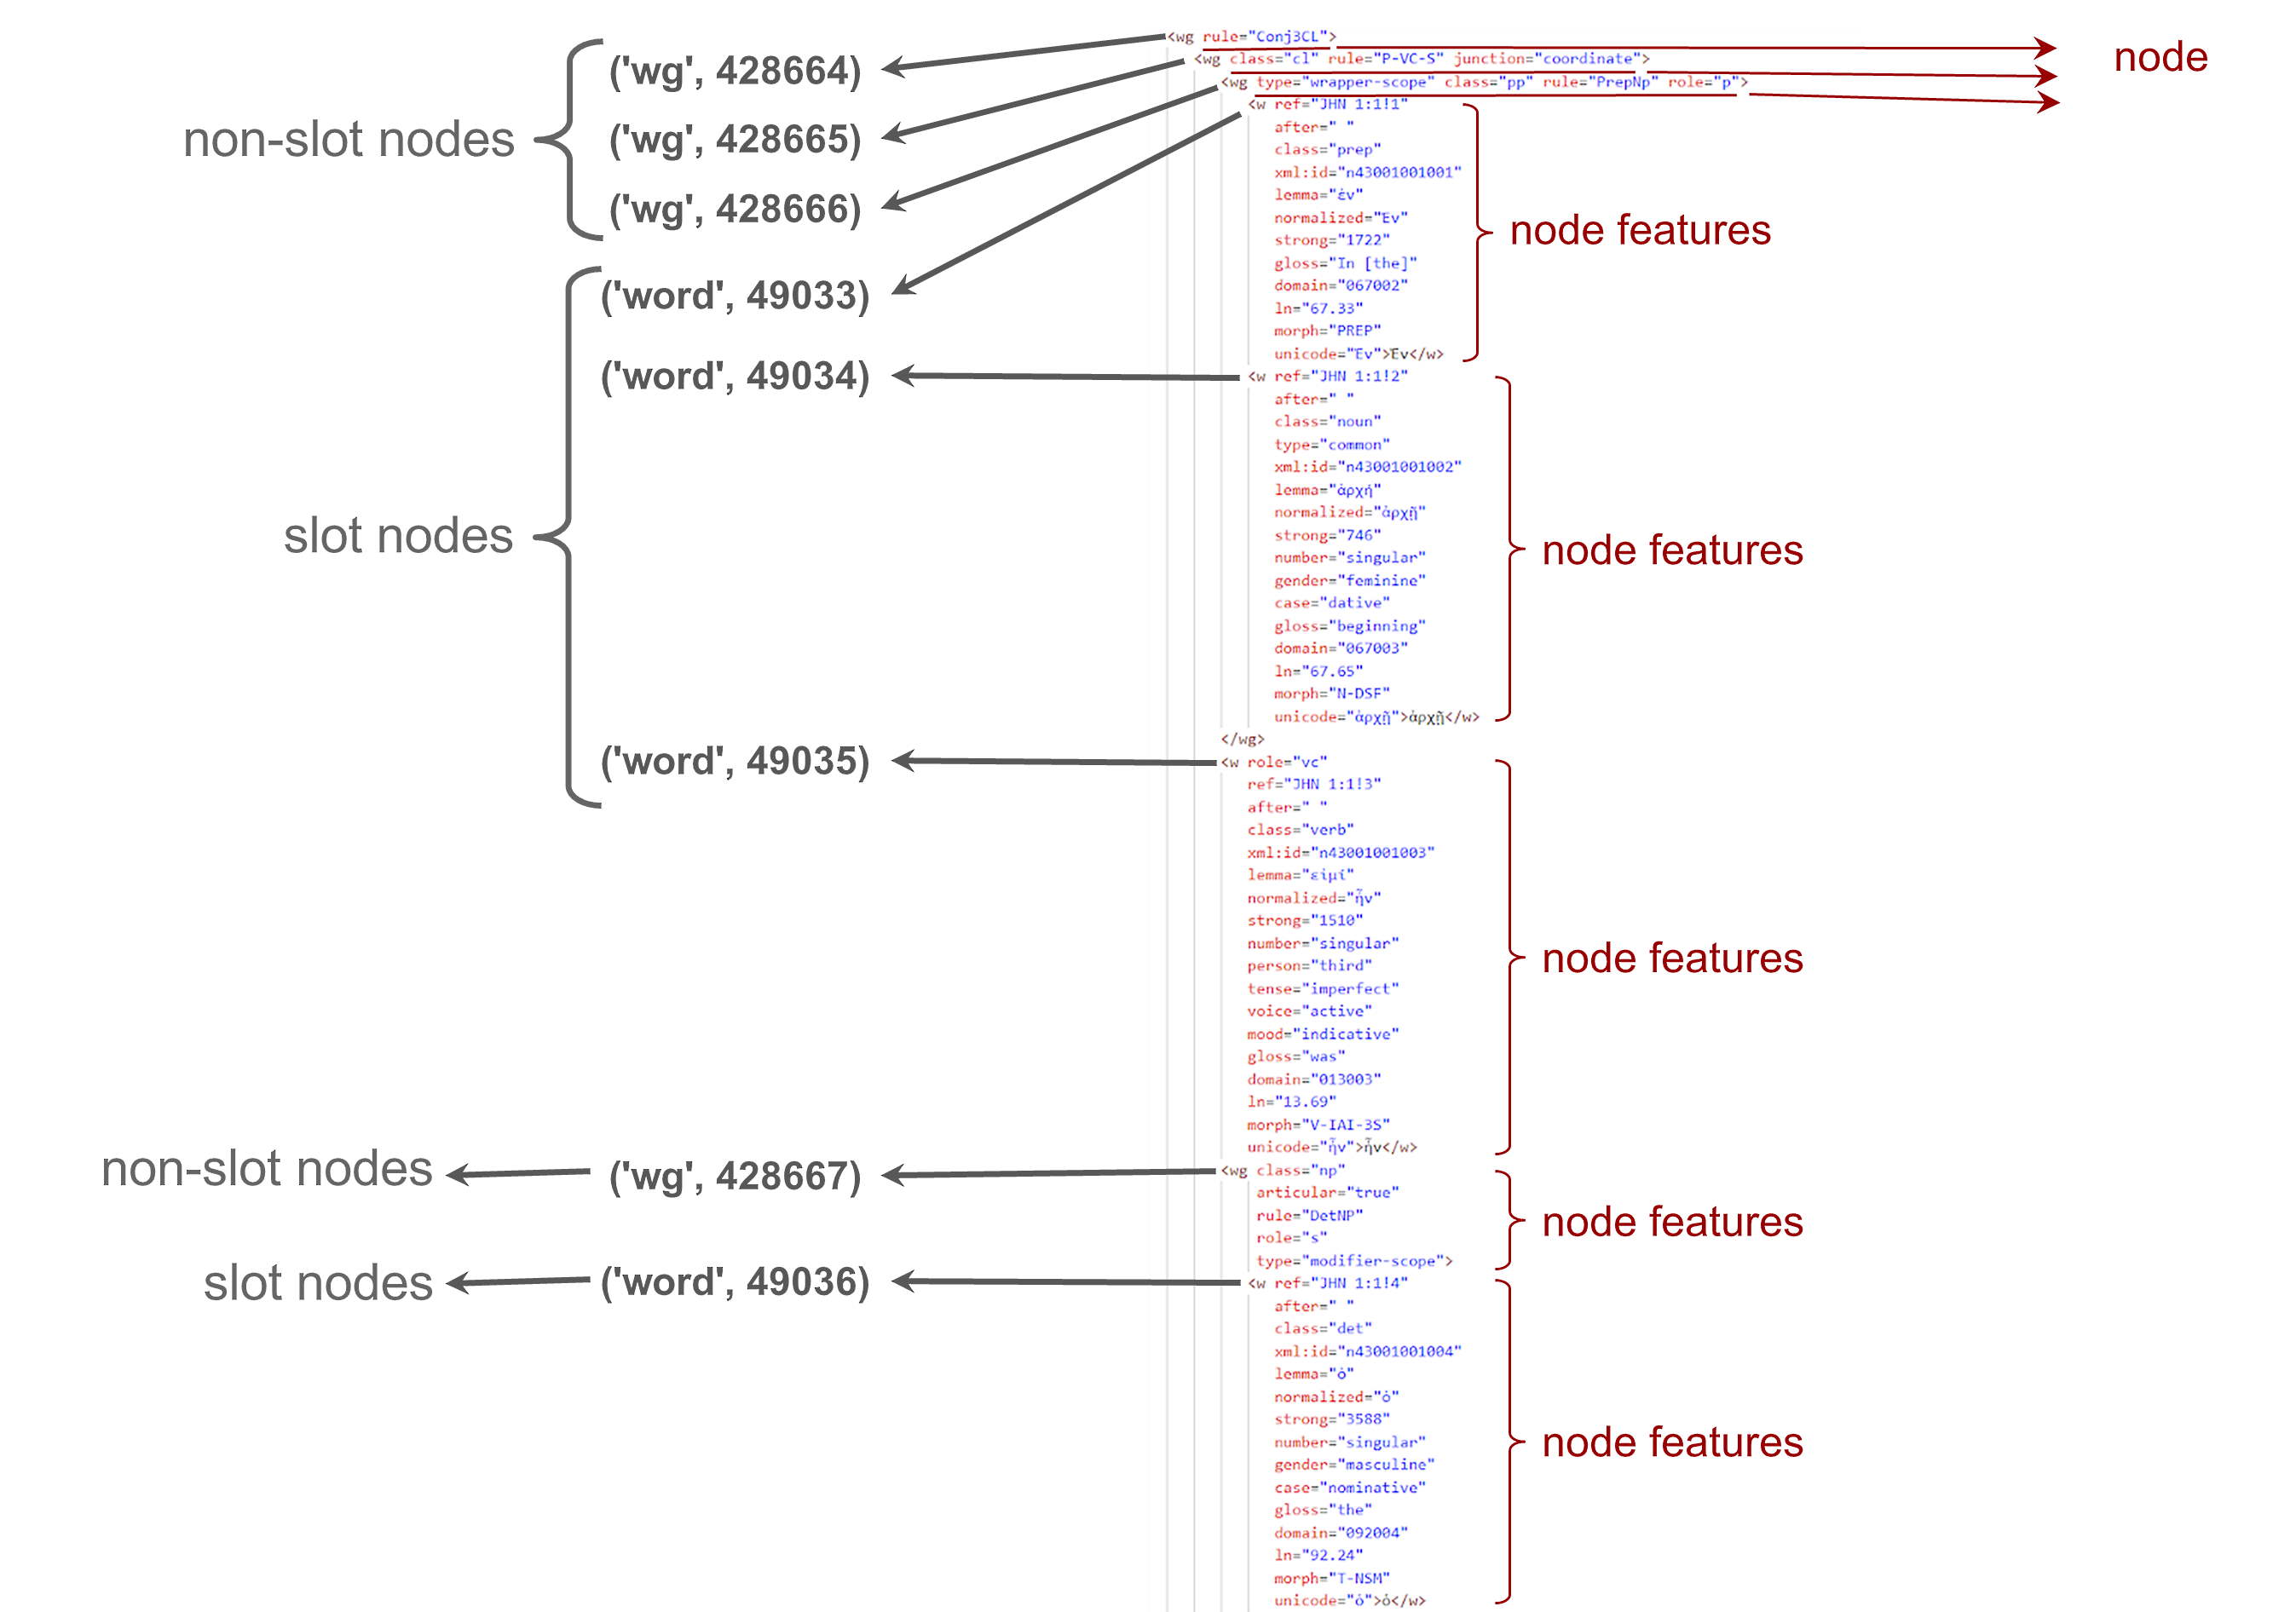 <wg rule="Conj3CL">
<wg class="cl" rule="P-VC-S" junction="coordinate">
<wg type="wrapper-scope" class="pp" rule="PrepNp" role="p">
node
('wg', 428664)
('wg', 428665)
('wg', 428666)
non-slot nodes
<w ref="JHN 1:1!1"
after=" "
class="prep"
xml:id="n43001001001"
lemma="ἐν"
normalized="Ἐν"
strong="1722"
gloss="In [the]"
domain="067002"
ln="67.33"
morph="PREP"
unicode="Ἐν">Ἐν</w>
node features
('word', 49033)
('word', 49034)
<w ref="JHN 1:1!2"
after=" "
class="noun"
type="common"
xml:id="n43001001002"
lemma="ἀρχή"
normalized="ἀρχῇ"
strong="746"
number="singular"
gender="feminine"
case="dative"
gloss="beginning"
domain="067003"
ln="67.65"
morph="N-DSF"
unicode="ἀρχῇ">ἀρχῇ</w>
node features
slot nodes
</wg>
('word', 49035)
<w role="vc"
ref="JHN 1:1!3"
after=" "
class="verb"
xml:id="n43001001003"
lemma="εἰμί"
normalized="ἦν"
strong="1510"
number="singular"
person="third"
tense="imperfect"
voice="active"
mood="indicative"
gloss="was"
domain="013003"
ln="13.69"
morph="V-IAI-3S"
unicode="ἦν">ἦν</w>
node features
non-slot nodes
('wg', 428667)
<wg class="np"
articular="true"
rule="DetNP"
role="s"
type="modifier-scope">
node features
slot nodes
('word', 49036)
<w ref="JHN 1:1!4"
after=" "
class="det"
xml:id="n43001001004"
lemma="ὁ"
normalized="ὁ"
strong="3588"
number="singular"
gender="masculine"
case="nominative"
gloss="the"
domain="092004"
ln="92.24"
morph="T-NSM"
unicode="ὁ">ὁ</w>
node features